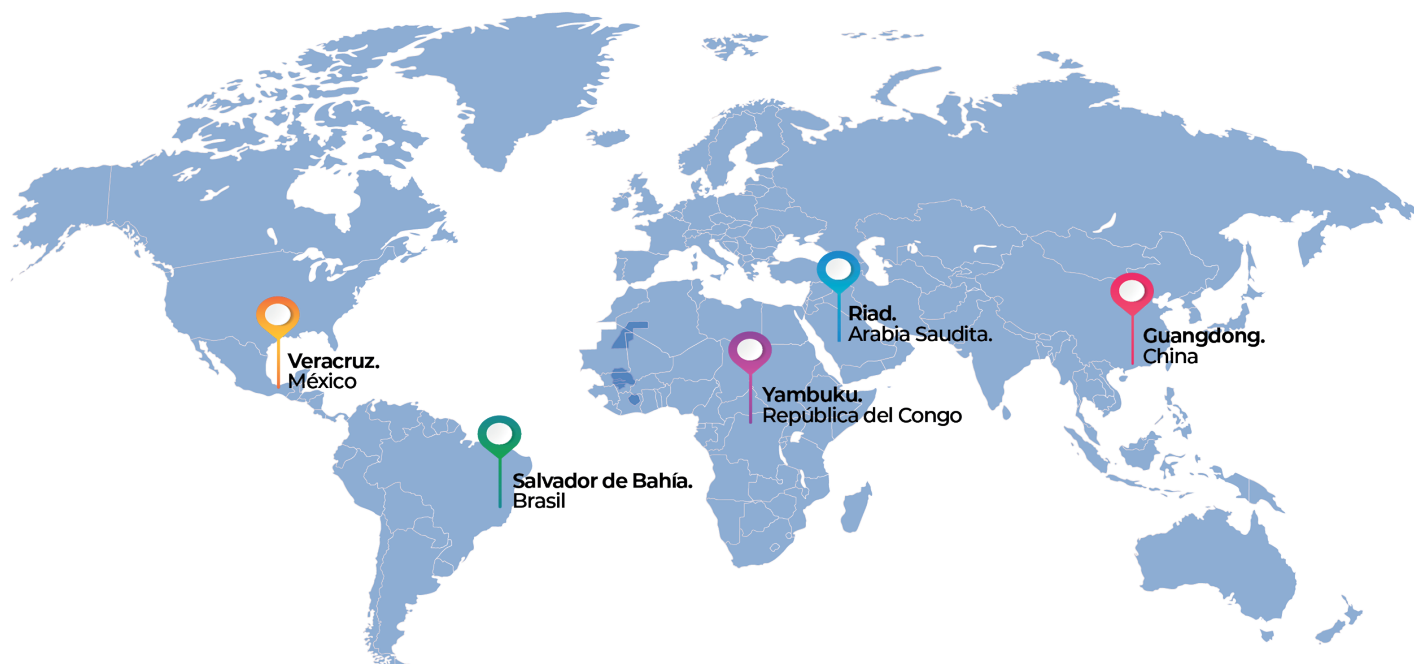 Riad.
Arabia Saudita.
Guangdong.
China
Veracruz.
México
Yambuku.
República del Congo
Salvador de Bahía.
Brasil